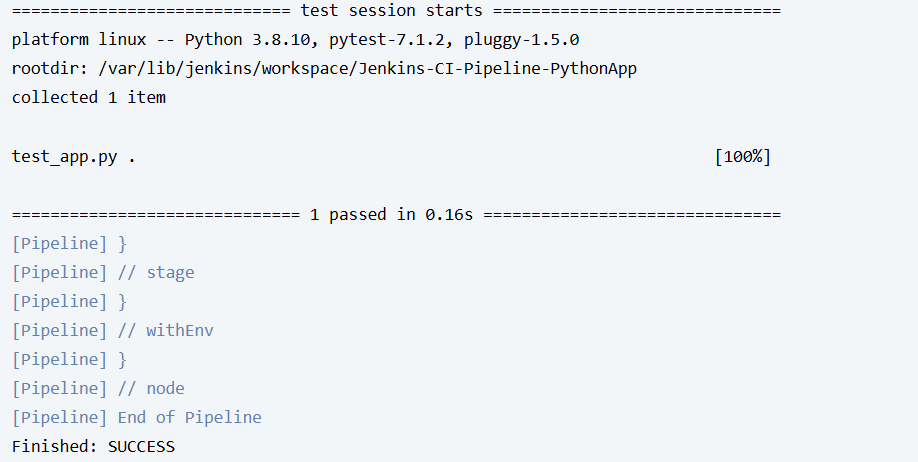 ============================= test session starts ==============================
platform linux -- Python 3.8.10, pytest-7.1.2, pluggy-1.5.0
rootdir: /var/lib/jenkins/workspace/Jenkins-CI-Pipeline-PythonApp
collected 1 item
test_app.py . [100%]
============================== 1 passed in 0.16s ===============================
[Pipeline] }
[Pipeline] // stage
[Pipeline] }
[Pipeline] // withEnv
[Pipeline] }
[Pipeline] // node
[Pipeline] End of Pipeline
Finished: SUCCESS